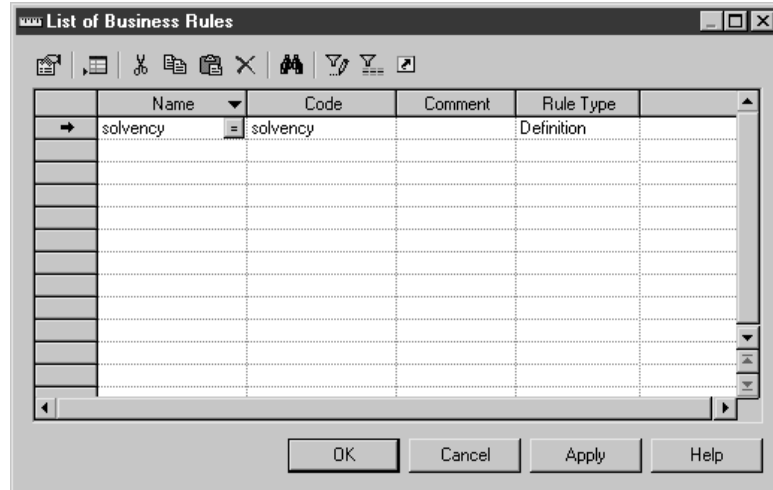 List of Business Rules
Name Code Comment Rule Type
solvency = solvency Definition
OK Cancel Apply Help